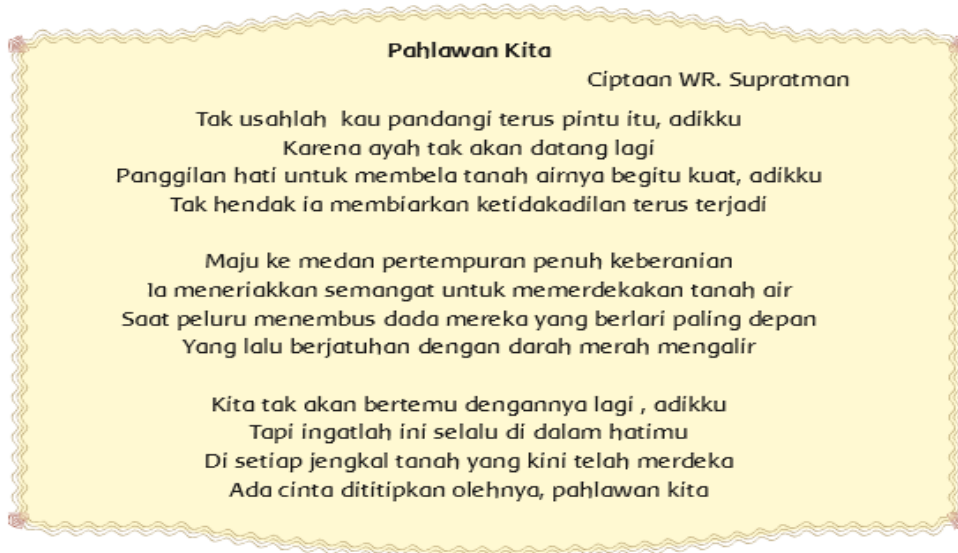 Pahlawan Kita
Ciptaan WR. Supratman
Tak usahlah kau pandangi terus pintu itu, adikku
Karena ayah tak akan datang lagi
Panggilan hati untuk membela tanah airnya begitu kuat, adikku
Tak hendak ia membiarkan ketidakadilan terus terjadi
Maju ke medan pertempuran penuh keberanian
Ia meneriakkan semangat untuk memerdekakan tanah air
Saat peluru menembus dada mereka yang berlari paling depan
Yang lalu berjatuhan dengan darah merah mengalir
Kita tak akan bertemu dengannya lagi , adikku
Tapi ingatlah ini selalu di dalam hatimu
Di setiap jengkal tanah yang kini telah merdeka
Ada cinta dititipkan olehnya, pahlawan kita